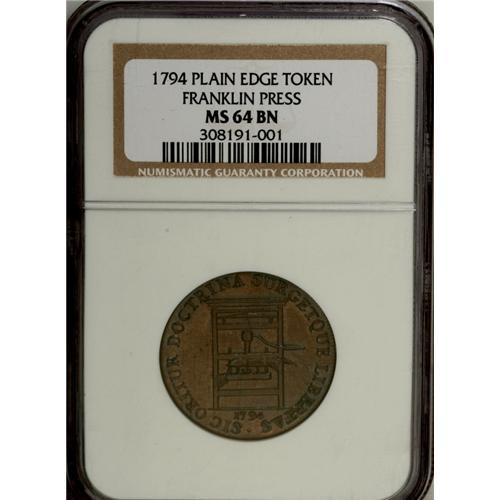 1794 PLAIN EDGE TOKEN
FRANKLIN PRESS
MS 64 BN
308191-001
NUMISMATIC GUARANTY CORPORATION
SIC ORITUR DOCTRINA SURGETQUE LIBERTAS ·
1794